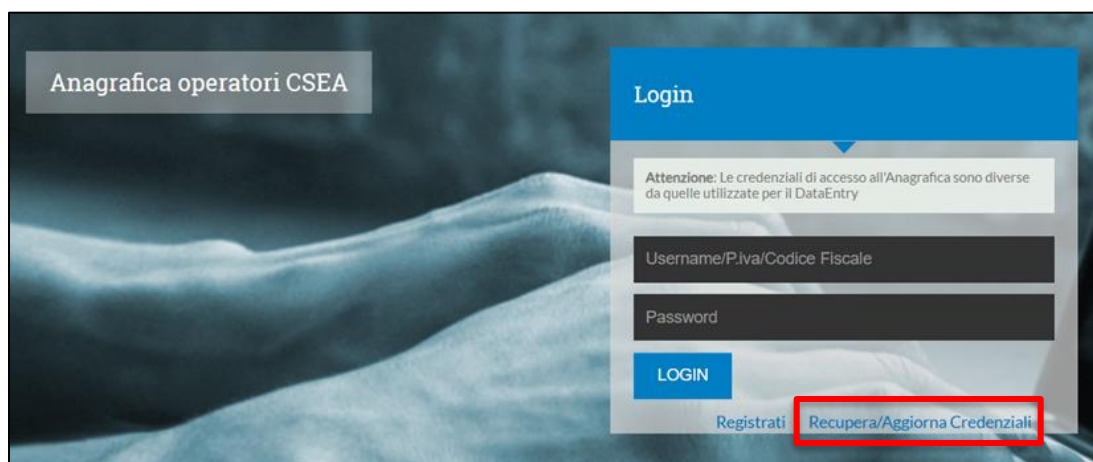 Anagrafica operatori CSEA
Login
Attenzione: Le credenziali di accesso all'Anagrafica sono diverse
da quelle utilizzate per il DataEntry
Username/P.iva/Codice Fiscale
Password
LOGIN
Registrati Recupera/Aggiorna Credenziali